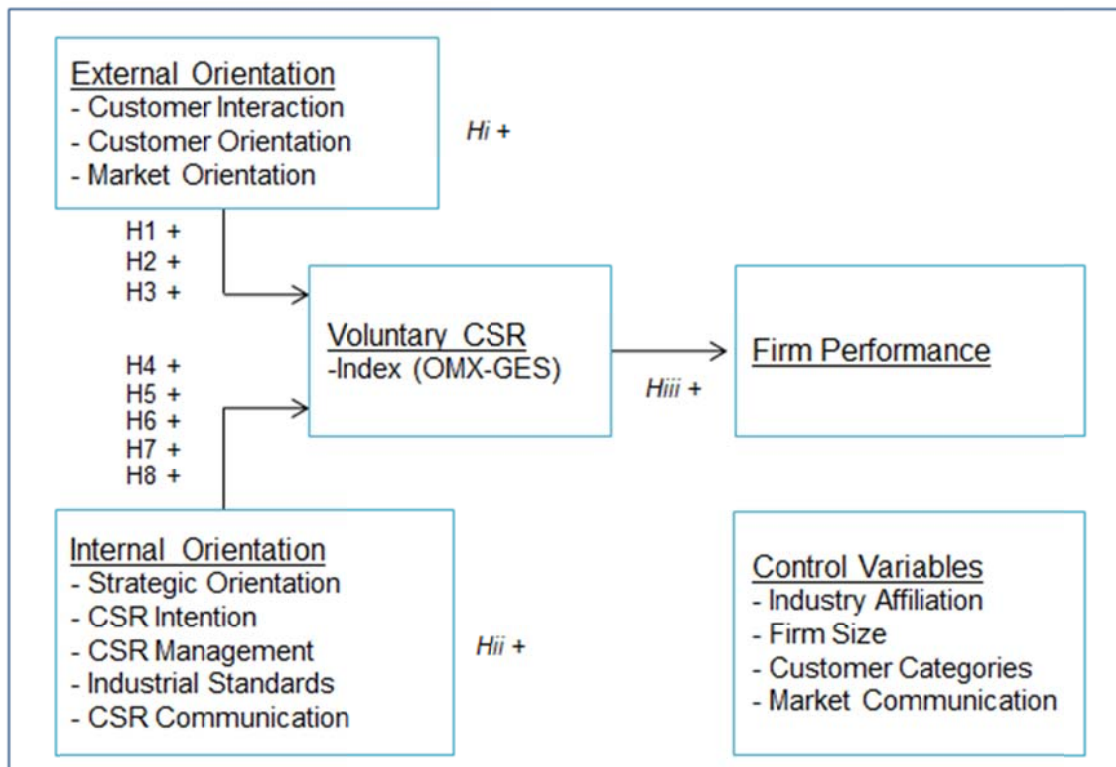 External Orientation
- Customer Interaction
- Customer Orientation
- Market Orientation
Hi +
H1 +
H2 +
H3 +
Voluntary CSR
-Index (OMX-GES)
Hiii +
Firm Performance
H4 +
H5 +
H6 +
H7 +
H8 +
Internal Orientation
- Strategic Orientation
- CSR Intention
- CSR Management
- Industrial Standards
- CSR Communication
Hii +
Control Variables
- Industry Affiliation
- Firm Size
- Customer Categories
- Market Communication